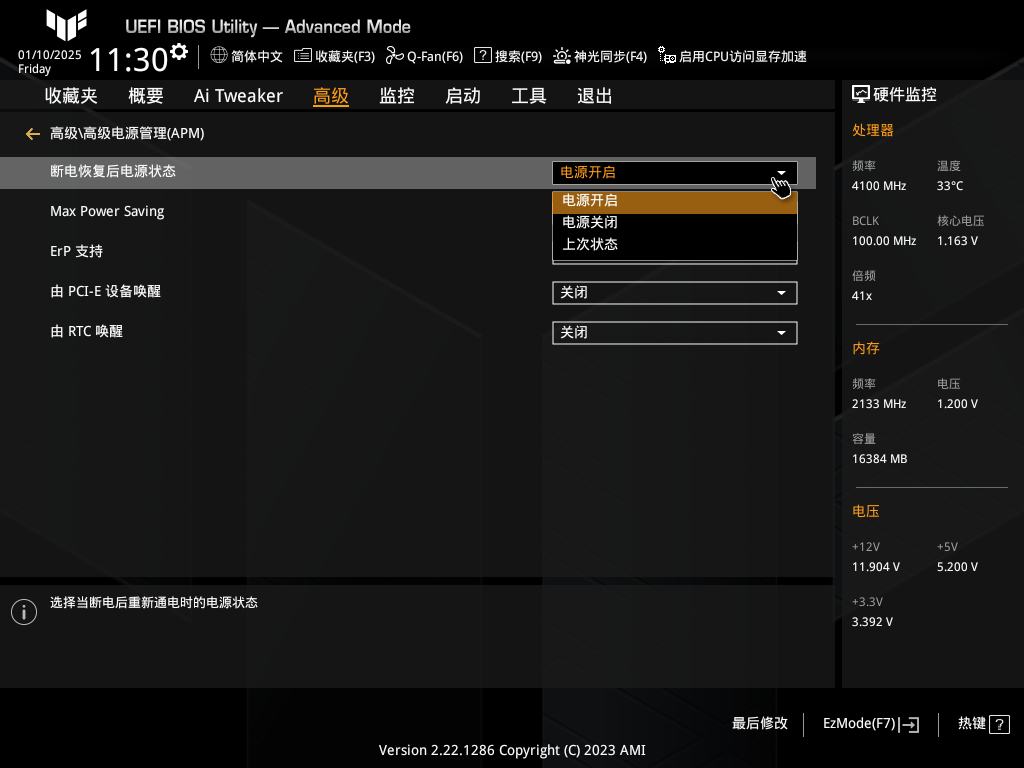 UEFI BIOS Utility — Advanced Mode
01/10/2025
Friday
11:30
简体中文
收藏夹(F3)
Q-Fan(F6)
? 搜索(F9)
神光同步(F4)
启用CPU访问显存加速
收藏夹 概要 Ai Tweaker 高级 监控 启动 工具 退出
高级\高级电源管理(APM)
断电恢复后电源状态 电源开启
电源开启
Max Power Saving
电源关闭
上次状态
ErP 支持
由 PCI-E 设备唤醒 关闭
由 RTC 唤醒 关闭
选择当断电后重新通电时的电源状态
硬件监控
处理器
频率 温度
4100 MHz 33°C
BCLK 核心电压
100.00 MHz 1.163 V
倍频
41x
内存
频率 电压
2133 MHz 1.200 V
容量
16384 MB
电压
+12V +5V
11.904 V 5.200 V
+3.3V
3.392 V
最后修改 EzMode(F7) 热键 ?
Version 2.22.1286 Copyright (C) 2023 AMI